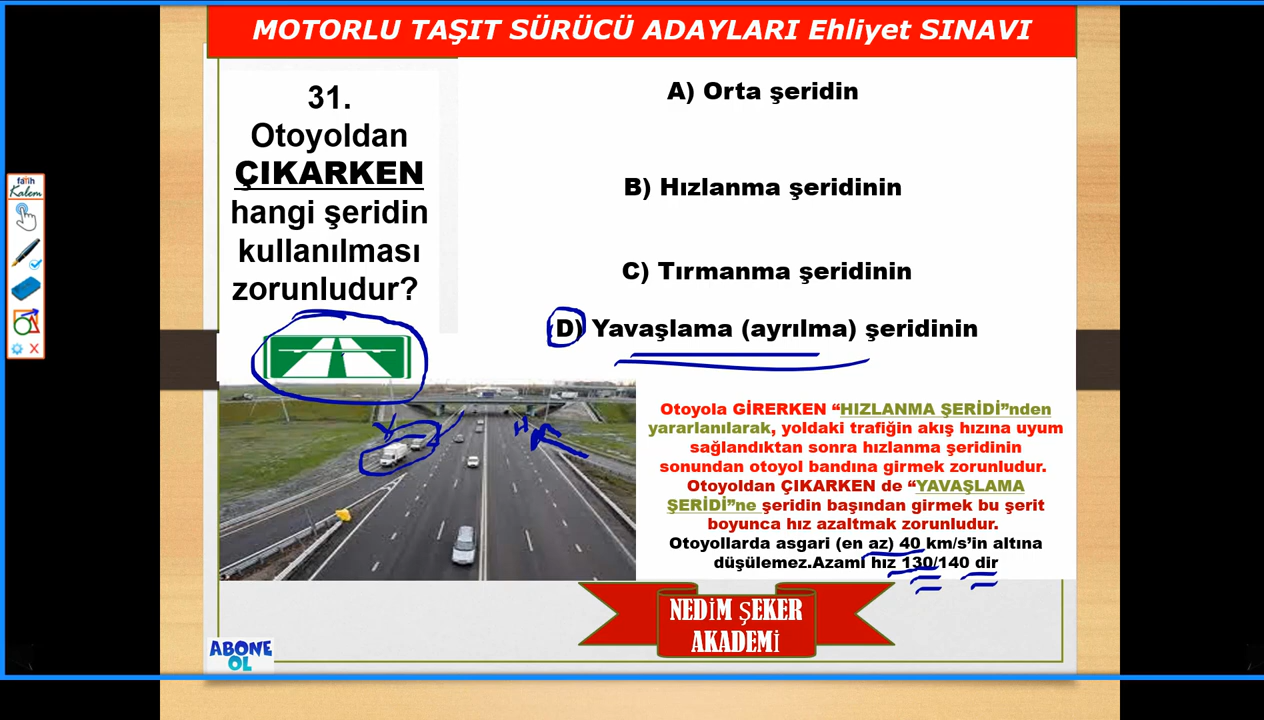 MOTORLU TAŞIT SÜRÜCÜ ADAYLARI Ehliyet SINAVI
fatih
Kalem
31.
Otoyoldan
ÇIKARKEN
hangi şeridin
kullanılması
zorunludur?
A) Orta şeridin
B) Hızlanma şeridinin
C) Tırmanma şeridinin
D) Yavaşlama (ayrılma) şeridinin
H
Otoyola GİRERKEN “HIZLANMA ŞERİDİ”nden
yararlanılarak, yoldaki trafiğin akış hızına uyum
sağlandıktan sonra hızlanma şeridinin
sonundan otoyol bandına girmek zorunludur.
Otoyoldan ÇIKARKEN de “YAVAŞLAMA
ŞERİDİ”ne şeridin başından girmek bu şerit
boyunca hız azaltmak zorunludur.
Otoyollarda asgari (en az) 40 km/s’in altına
düşülemez.Azami hız 130/140 dir
NEDİM ŞEKER
AKADEMİ
ABONE
OL